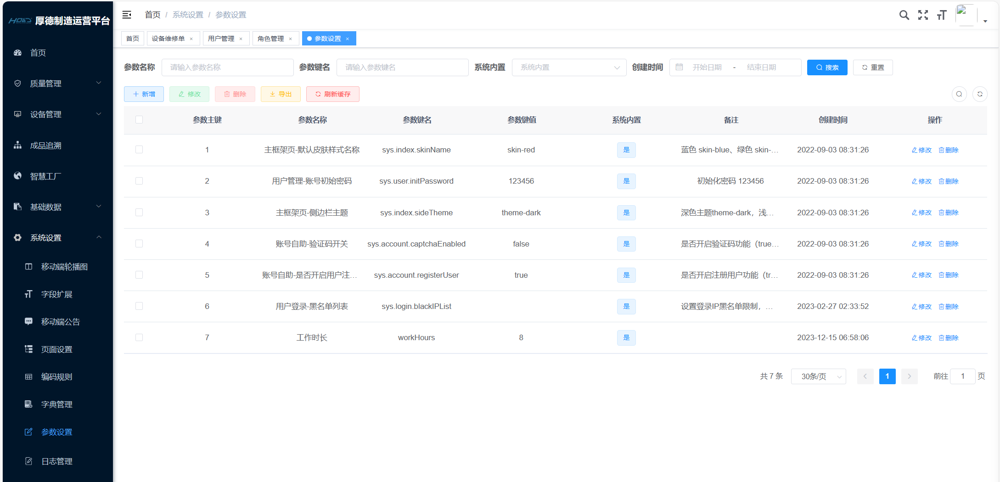 HOLD 厚德制造运营平台
首页 / 系统设置 / 参数设置
首页 设备维修单 × 用户管理 × 角色管理 × 参数设置 ×
首页
质量管理
设备管理
成品追溯
智慧工厂
基础数据
系统设置
移动端轮播图
字段扩展
移动端公告
页面设置
编码规则
字典管理
参数设置
日志管理
参数名称 请输入参数名称 参数键名 请输入参数键名 系统内置 系统内置 创建时间 开始日期 - 结束日期 搜索 重置
新增 修改 删除 导出 刷新缓存
参数主键 参数名称 参数键名 参数键值 系统内置 备注 创建时间 操作
1 主框架页-默认皮肤样式名称 sys.index.skinName skin-red 是 蓝色 skin-blue、绿色 skin-... 2022-09-03 08:31:26 修改 删除
2 用户管理-账号初始密码 sys.user.initPassword 123456 是 初始化密码 123456 2022-09-03 08:31:26 修改 删除
3 主框架页-侧边栏主题 sys.index.sideTheme theme-dark 是 深色主题theme-dark，浅... 2022-09-03 08:31:26 修改 删除
4 账号自助-验证码开关 sys.account.captchaEnabled false 是 是否开启验证码功能（true... 2022-09-03 08:31:26 修改 删除
5 账号自助-是否开启用户注... sys.account.registerUser true 是 是否开启注册用户功能（tr... 2022-09-03 08:31:26 修改 删除
6 用户登录-黑名单列表 sys.login.blackIPList 是 设置登录IP黑名单限制，... 2023-02-27 02:33:52 修改 删除
7 工作时长 workHours 8 是 2023-12-15 06:58:06 修改 删除
共 7 条 30条/页 1 前往 1 页